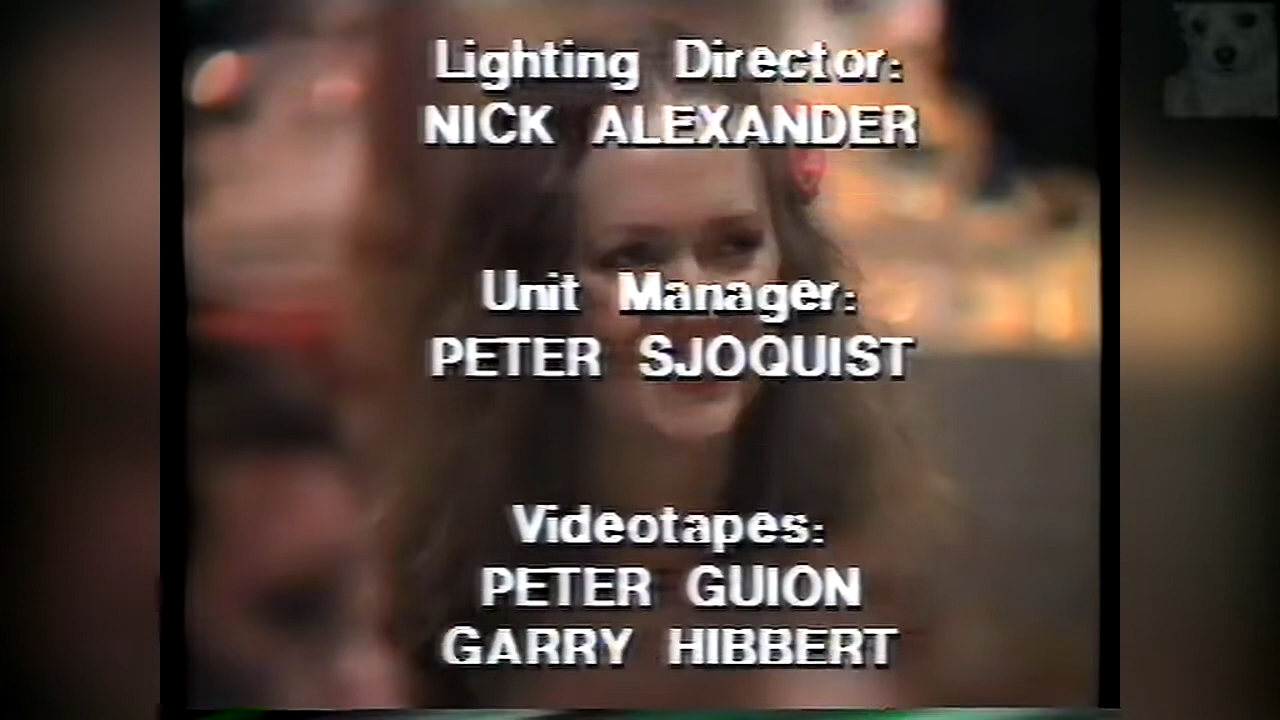 Lighting Director:
NICK ALEXANDER
Unit Manager:
PETER SJOQUIST
Videotapes:
PETER GUION
GARRY HIBBERT